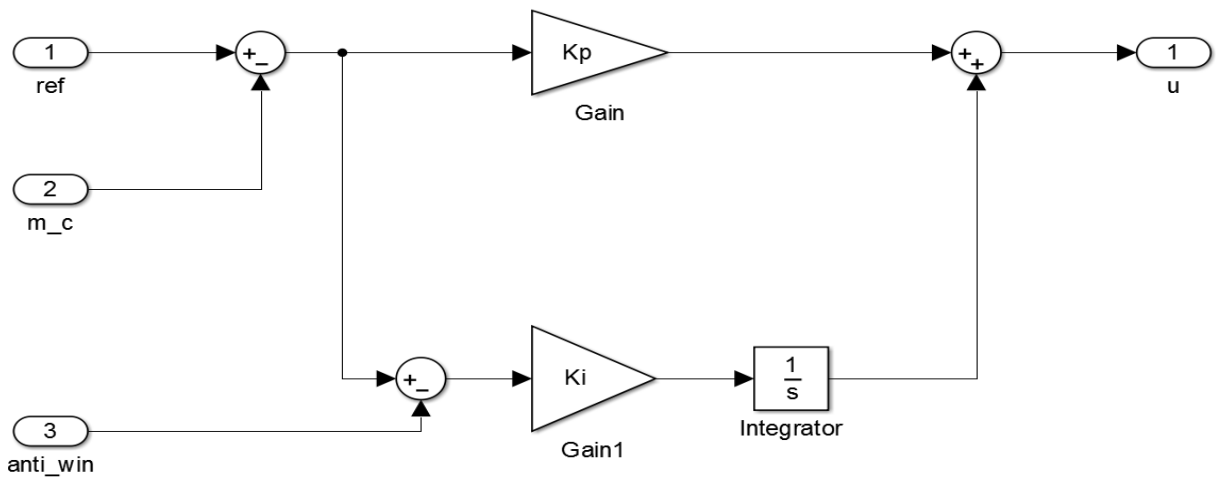 1
ref
+
−
Kp
Gain
+
+
1
u
2
m_c
+
−
Ki
Gain1
1
s
Integrator
3
anti_win